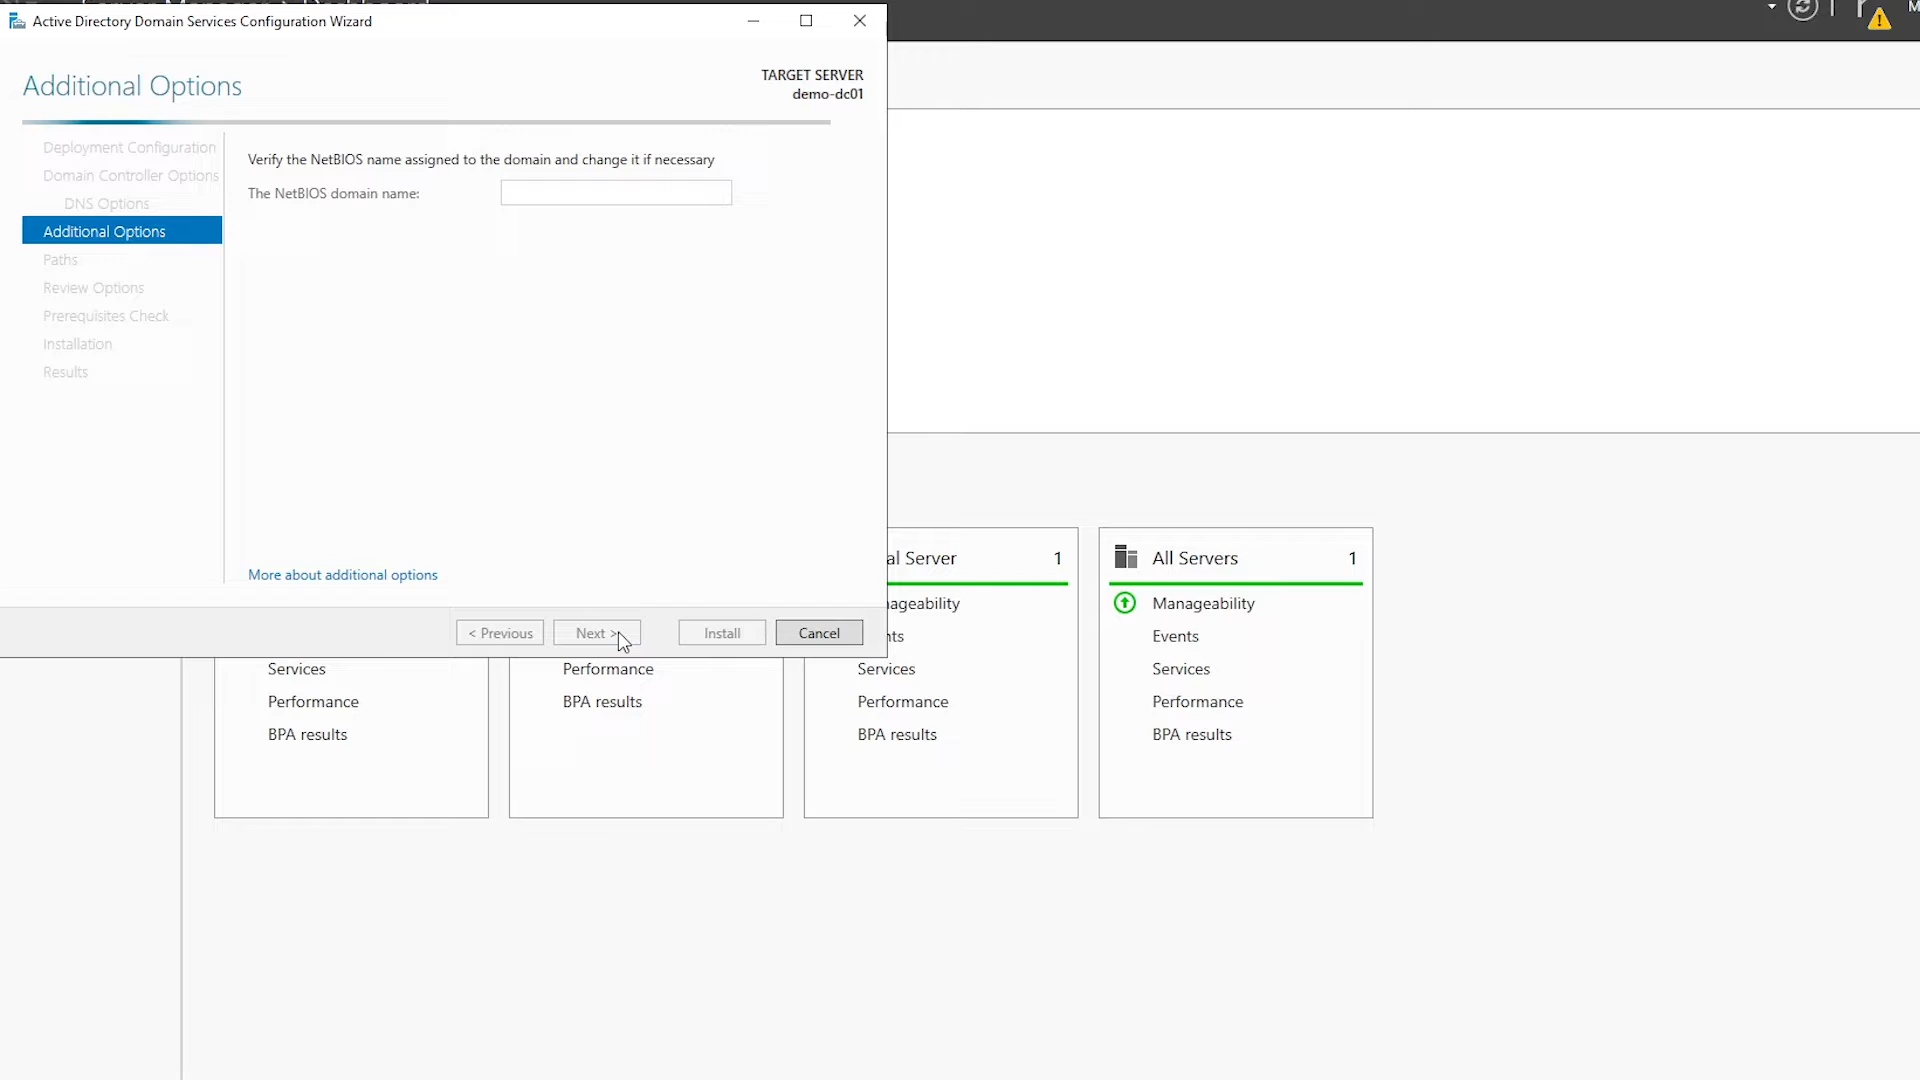 Active Directory Domain Services Configuration Wizard
Additional Options
TARGET SERVER
demo-dc01
Deployment Configuration
Domain Controller Options
DNS Options
Additional Options
Paths
Review Options
Prerequisites Check
Installation
Results
Verify the NetBIOS name assigned to the domain and change it if necessary
The NetBIOS domain name:
More about additional options
< Previous
Next >
Install
Cancel
Services
Performance
BPA results
Performance
BPA results
al Server 1
ageability
nts
Services
Performance
BPA results
All Servers 1
Manageability
Events
Services
Performance
BPA results